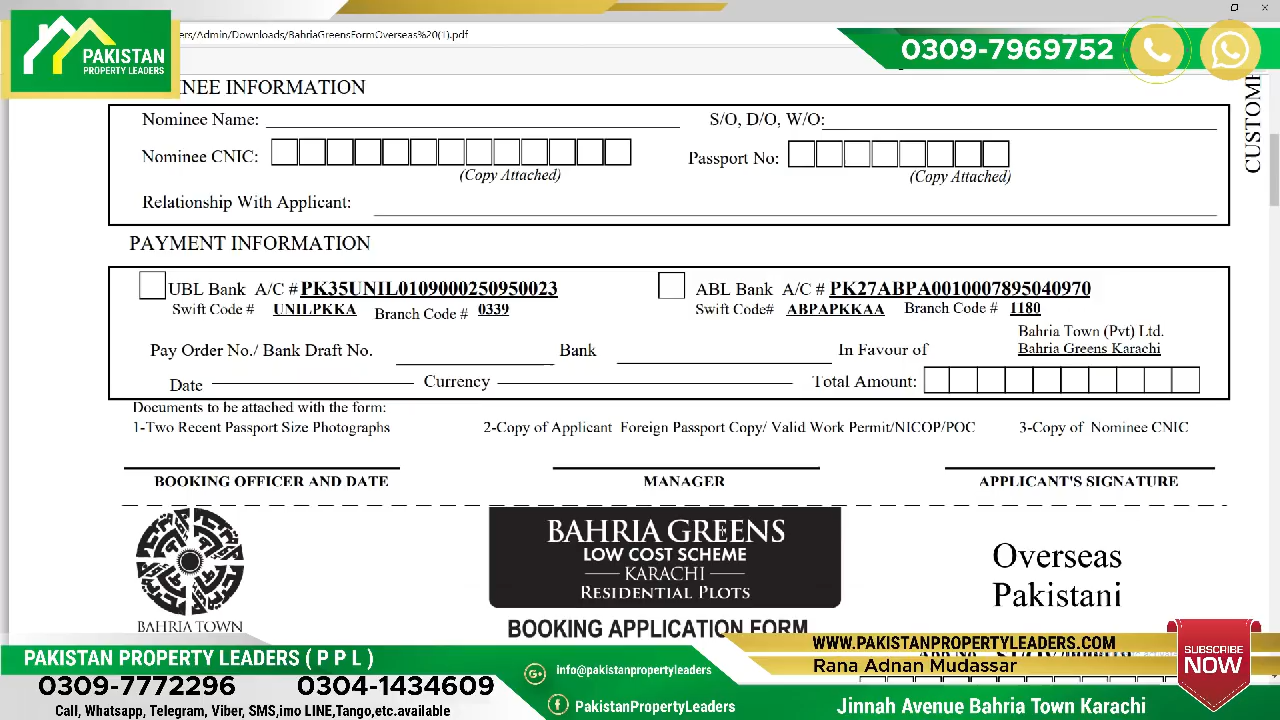 ers/Admin/Downloads/BahriaGreensFormOverseas%20(1).pdf
PAKISTAN
PROPERTY LEADERS
0309-7969752
NEE INFORMATION
CUSTOME
Nominee Name:
S/O, D/O, W/O:
Nominee CNIC:
Passport No:
(Copy Attached)
(Copy Attached)
Relationship With Applicant:
PAYMENT INFORMATION
UBL Bank A/C # PK35UNIL0109000250950023
ABL Bank A/C # PK27ABPA0010007895040970
Swift Code # UNILPKKA Branch Code # 0339
Swift Code# ABPAPKKAA Branch Code # 1180
Bahria Town (Pvt) Ltd.
Pay Order No./ Bank Draft No.
Bank
In Favour of
Bahria Greens Karachi
Date
Currency
Total Amount:
Documents to be attached with the form:
1-Two Recent Passport Size Photographs
2-Copy of Applicant Foreign Passport Copy/ Valid Work Permit/NICOP/POC
3-Copy of Nominee CNIC
BOOKING OFFICER AND DATE
MANAGER
APPLICANT'S SIGNATURE
BAHRIA TOWN
BAHRIA GREENS
LOW COST SCHEME
KARACHI
RESIDENTIAL PLOTS
Overseas
Pakistani
BOOKING APPLICATION FORM
WWW.PAKISTANPROPERTYLEADERS.COM
Rana Adnan Mudassar
SUBSCRIBE
NOW
PAKISTAN PROPERTY LEADERS ( P P L )
0309-7772296
0304-1434609
Call, Whatsapp, Telegram, Viber, SMS,imo LINE,Tango,etc.available
info@pakistanpropertyleaders
PakistanPropertyLeaders
Jinnah Avenue Bahria Town Karachi